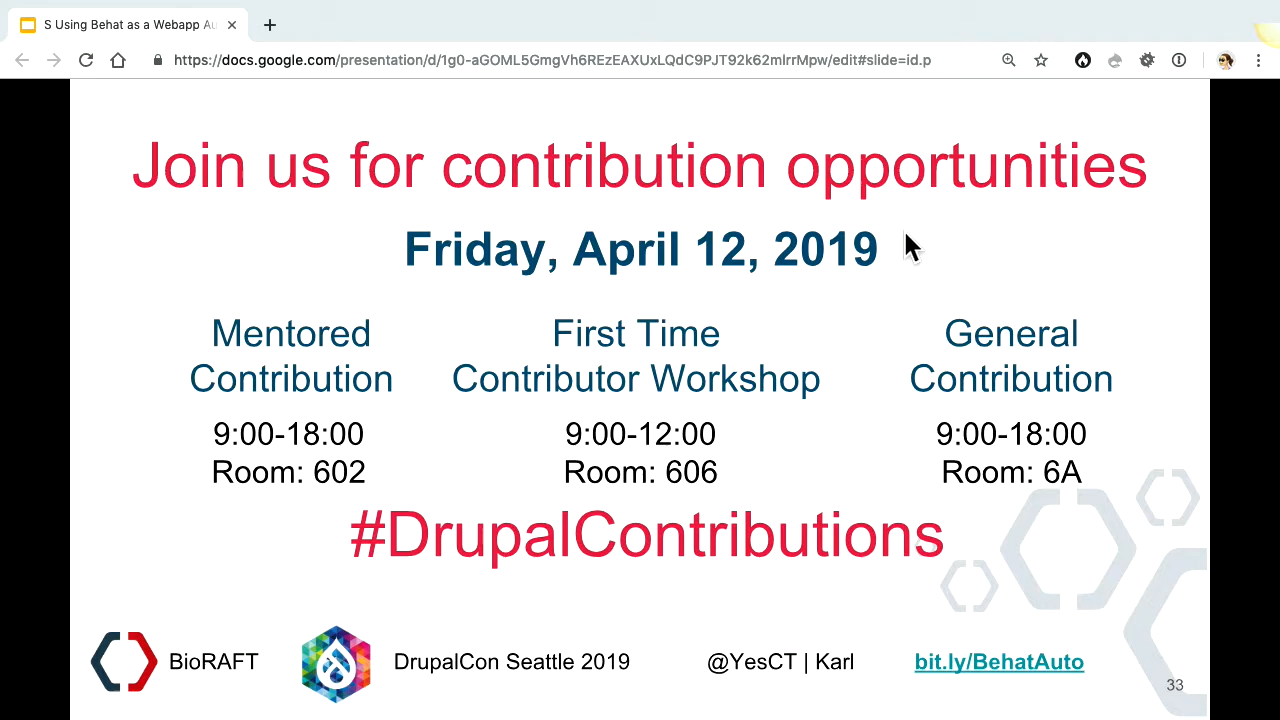 S Using Behat as a Webapp Au
https://docs.google.com/presentation/d/1g0-aGOML5GmgVh6REzEAXUxLQdC9PJT92k62mlrrMpw/edit#slide=id.p
Join us for contribution opportunities
Friday, April 12, 2019
Mentored
Contribution
9:00-18:00
Room: 602
First Time
Contributor Workshop
9:00-12:00
Room: 606
General
Contribution
9:00-18:00
Room: 6A
#DrupalContributions
BioRAFT
DrupalCon Seattle 2019
@YesCT | Karl
bit.ly/BehatAuto
33